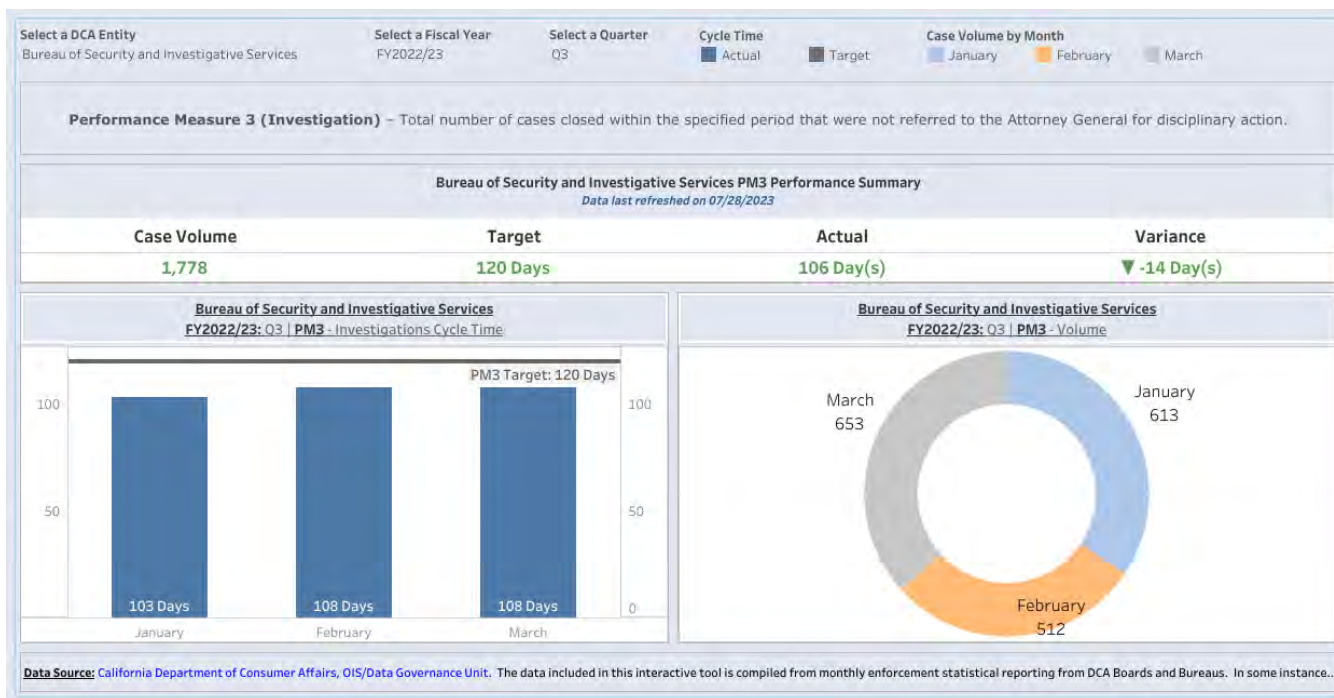 Select a DCA Entity Select a Fiscal Year Select a Quarter Cycle Time Case Volume by Month
Bureau of Security and Investigative Services FY2022/23 Q3 Actual Target January February March
Performance Measure 3 (Investigation) – Total number of cases closed within the specified period that were not referred to the Attorney General for disciplinary action.
Bureau of Security and Investigative Services PM3 Performance Summary
Data last refreshed on 07/28/2023
Case Volume Target Actual Variance
1,778 120 Days 106 Day(s) ▼ -14 Day(s)
Bureau of Security and Investigative Services
FY2022/23: Q3 | PM3 - Investigations Cycle Time
PM3 Target: 120 Days
100 100
50 50
0
103 Days 108 Days 108 Days
January February March
Bureau of Security and Investigative Services
FY2022/23: Q3 | PM3 - Volume
January
613
March
653
February
512
Data Source: California Department of Consumer Affairs, OIS/Data Governance Unit. The data included in this interactive tool is compiled from monthly enforcement statistical reporting from DCA Boards and Bureaus. In some instance..